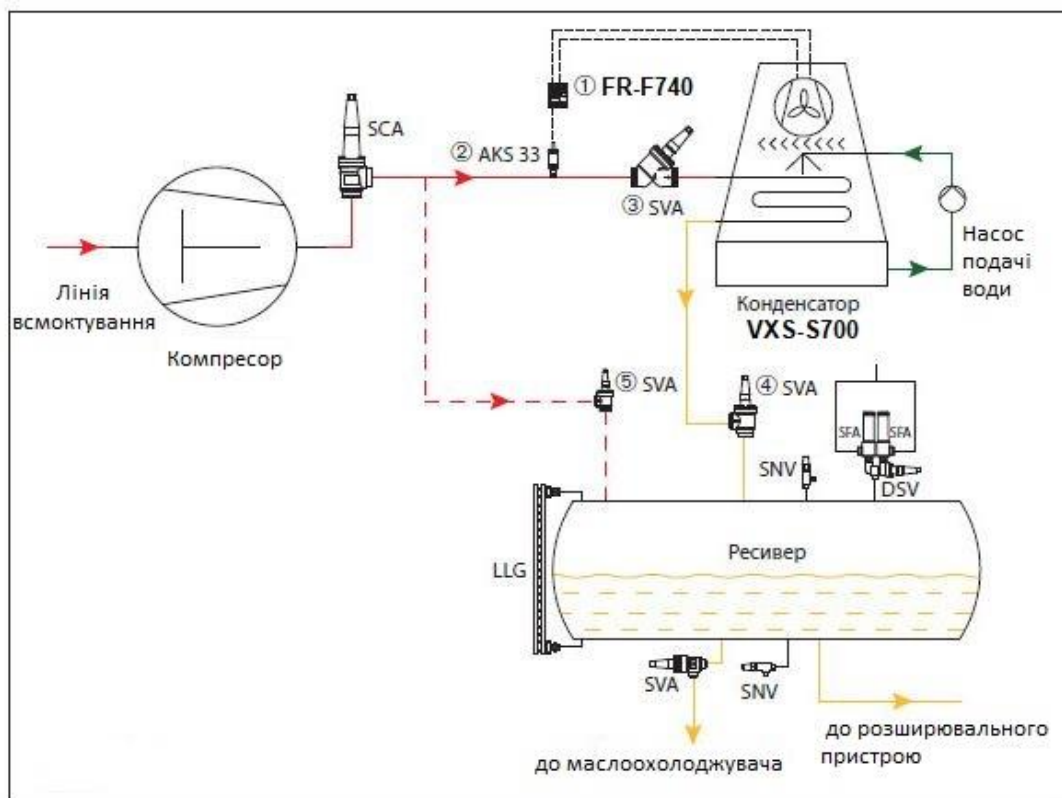 ① FR-F740
SCA
② AKS 33
③ SVA
Насос
подачі
води
Лінія
всмоктування
Конденсатор
VXS-S700
Компресор
⑤ SVA
④ SVA
SFA
SFA
SNV
DSV
LLG
Ресивер
SVA
SNV
до розширювального
пристрою
до маслоохолоджувача